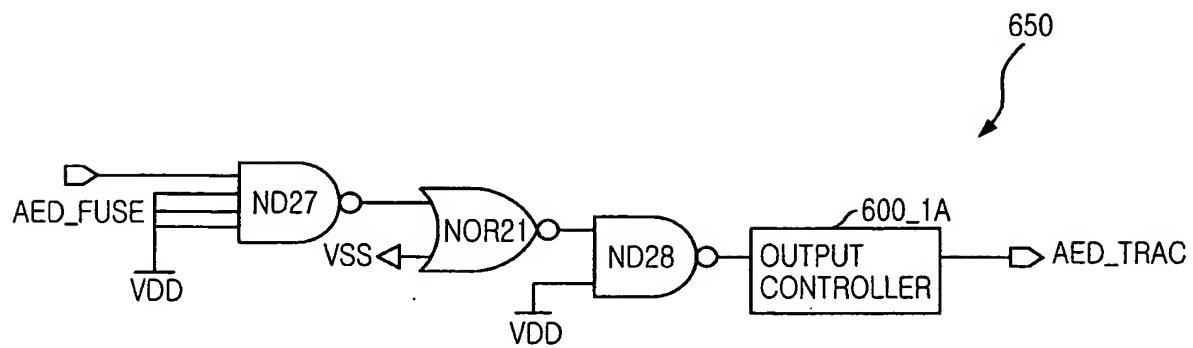 650
AED_FUSE
ND27
VDD
VSS
NOR21
ND28
VDD
600_1A
OUTPUT
CONTROLLER
AED_TRAC